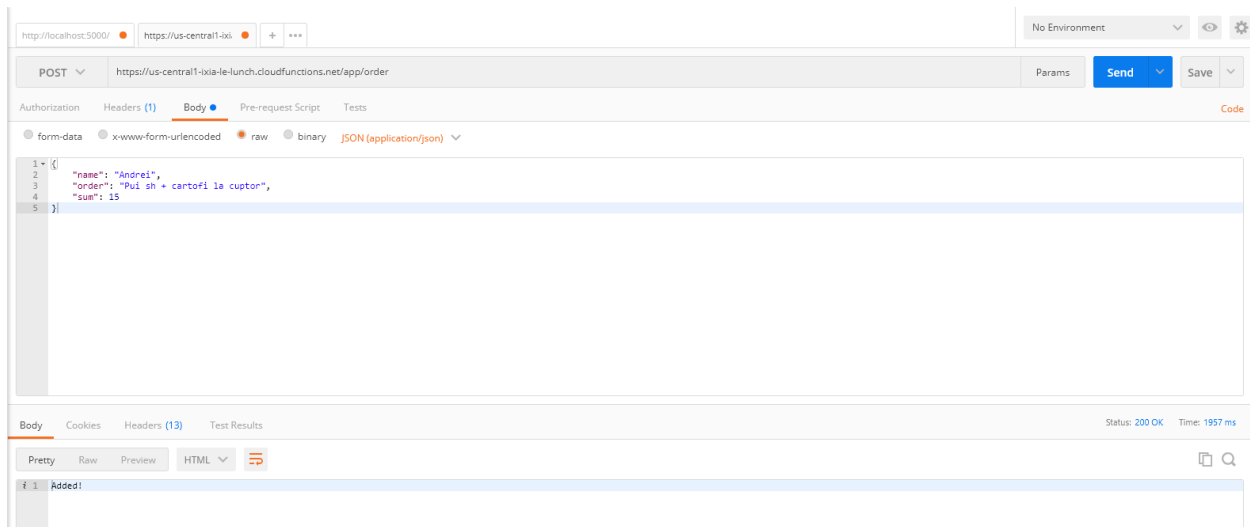 No Environment
http://localhost:5000/ https://us-central1-ixi + •••
POST https://us-central1-ixia-le-lunch.cloudfunctions.net/app/order Params Send Save
Authorization Headers (1) Body Pre-request Script Tests Code
form-data x-www-form-urlencoded raw binary JSON (application/json)
1 {
2 "name": "Andrei",
3 "order": "Pui sh + cartofi la cuptor",
4 "sum": 15
5 }
Body Cookies Headers (13) Test Results Status: 200 OK Time: 1957 ms
Pretty Raw Preview HTML
i 1 Added!